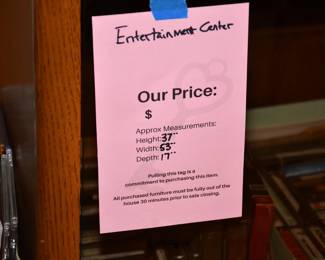 Entertainment Center
Our Price:
$
Approx Measurements:
Height: 37"
Width: 53"
Depth: 17"
Pulling this tag is a
commitment to purchasing this item.
All purchased furniture must be fully out of the
house 30 minutes prior to sale closing.